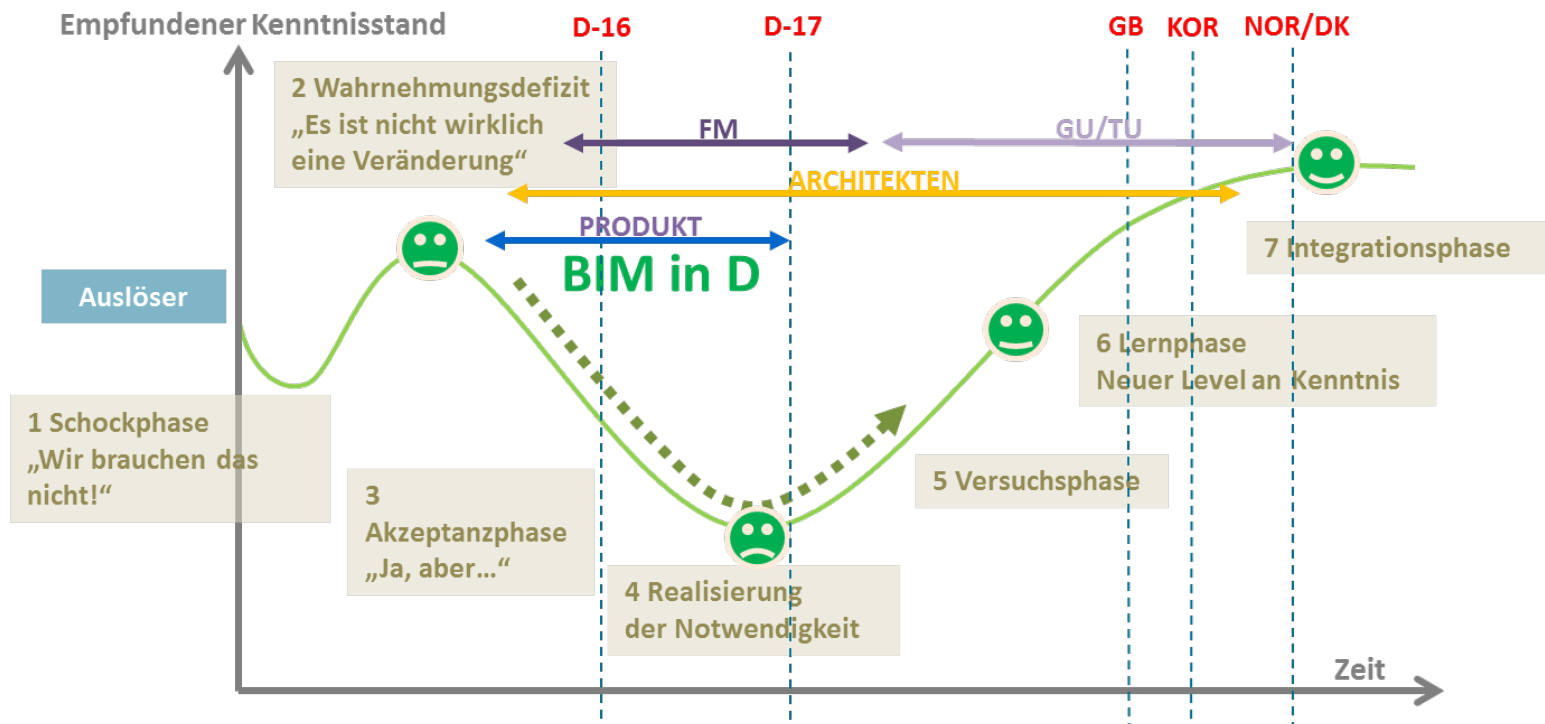 Empfundener Kenntnisstand
D-16
D-17
GB
KOR
NOR/DK
2 Wahrnehmungsdefizit
„Es ist nicht wirklich
eine Veränderung“
FM
GU/TU
ARCHITEKTEN
PRODUKT
BIM in D
7 Integrationsphase
Auslöser
6 Lernphase
Neuer Level an Kenntnis
1 Schockphase
„Wir brauchen das
nicht!“
3
Akzeptanzphase
„Ja, aber…“
5 Versuchsphase
4 Realisierung
der Notwendigkeit
Zeit